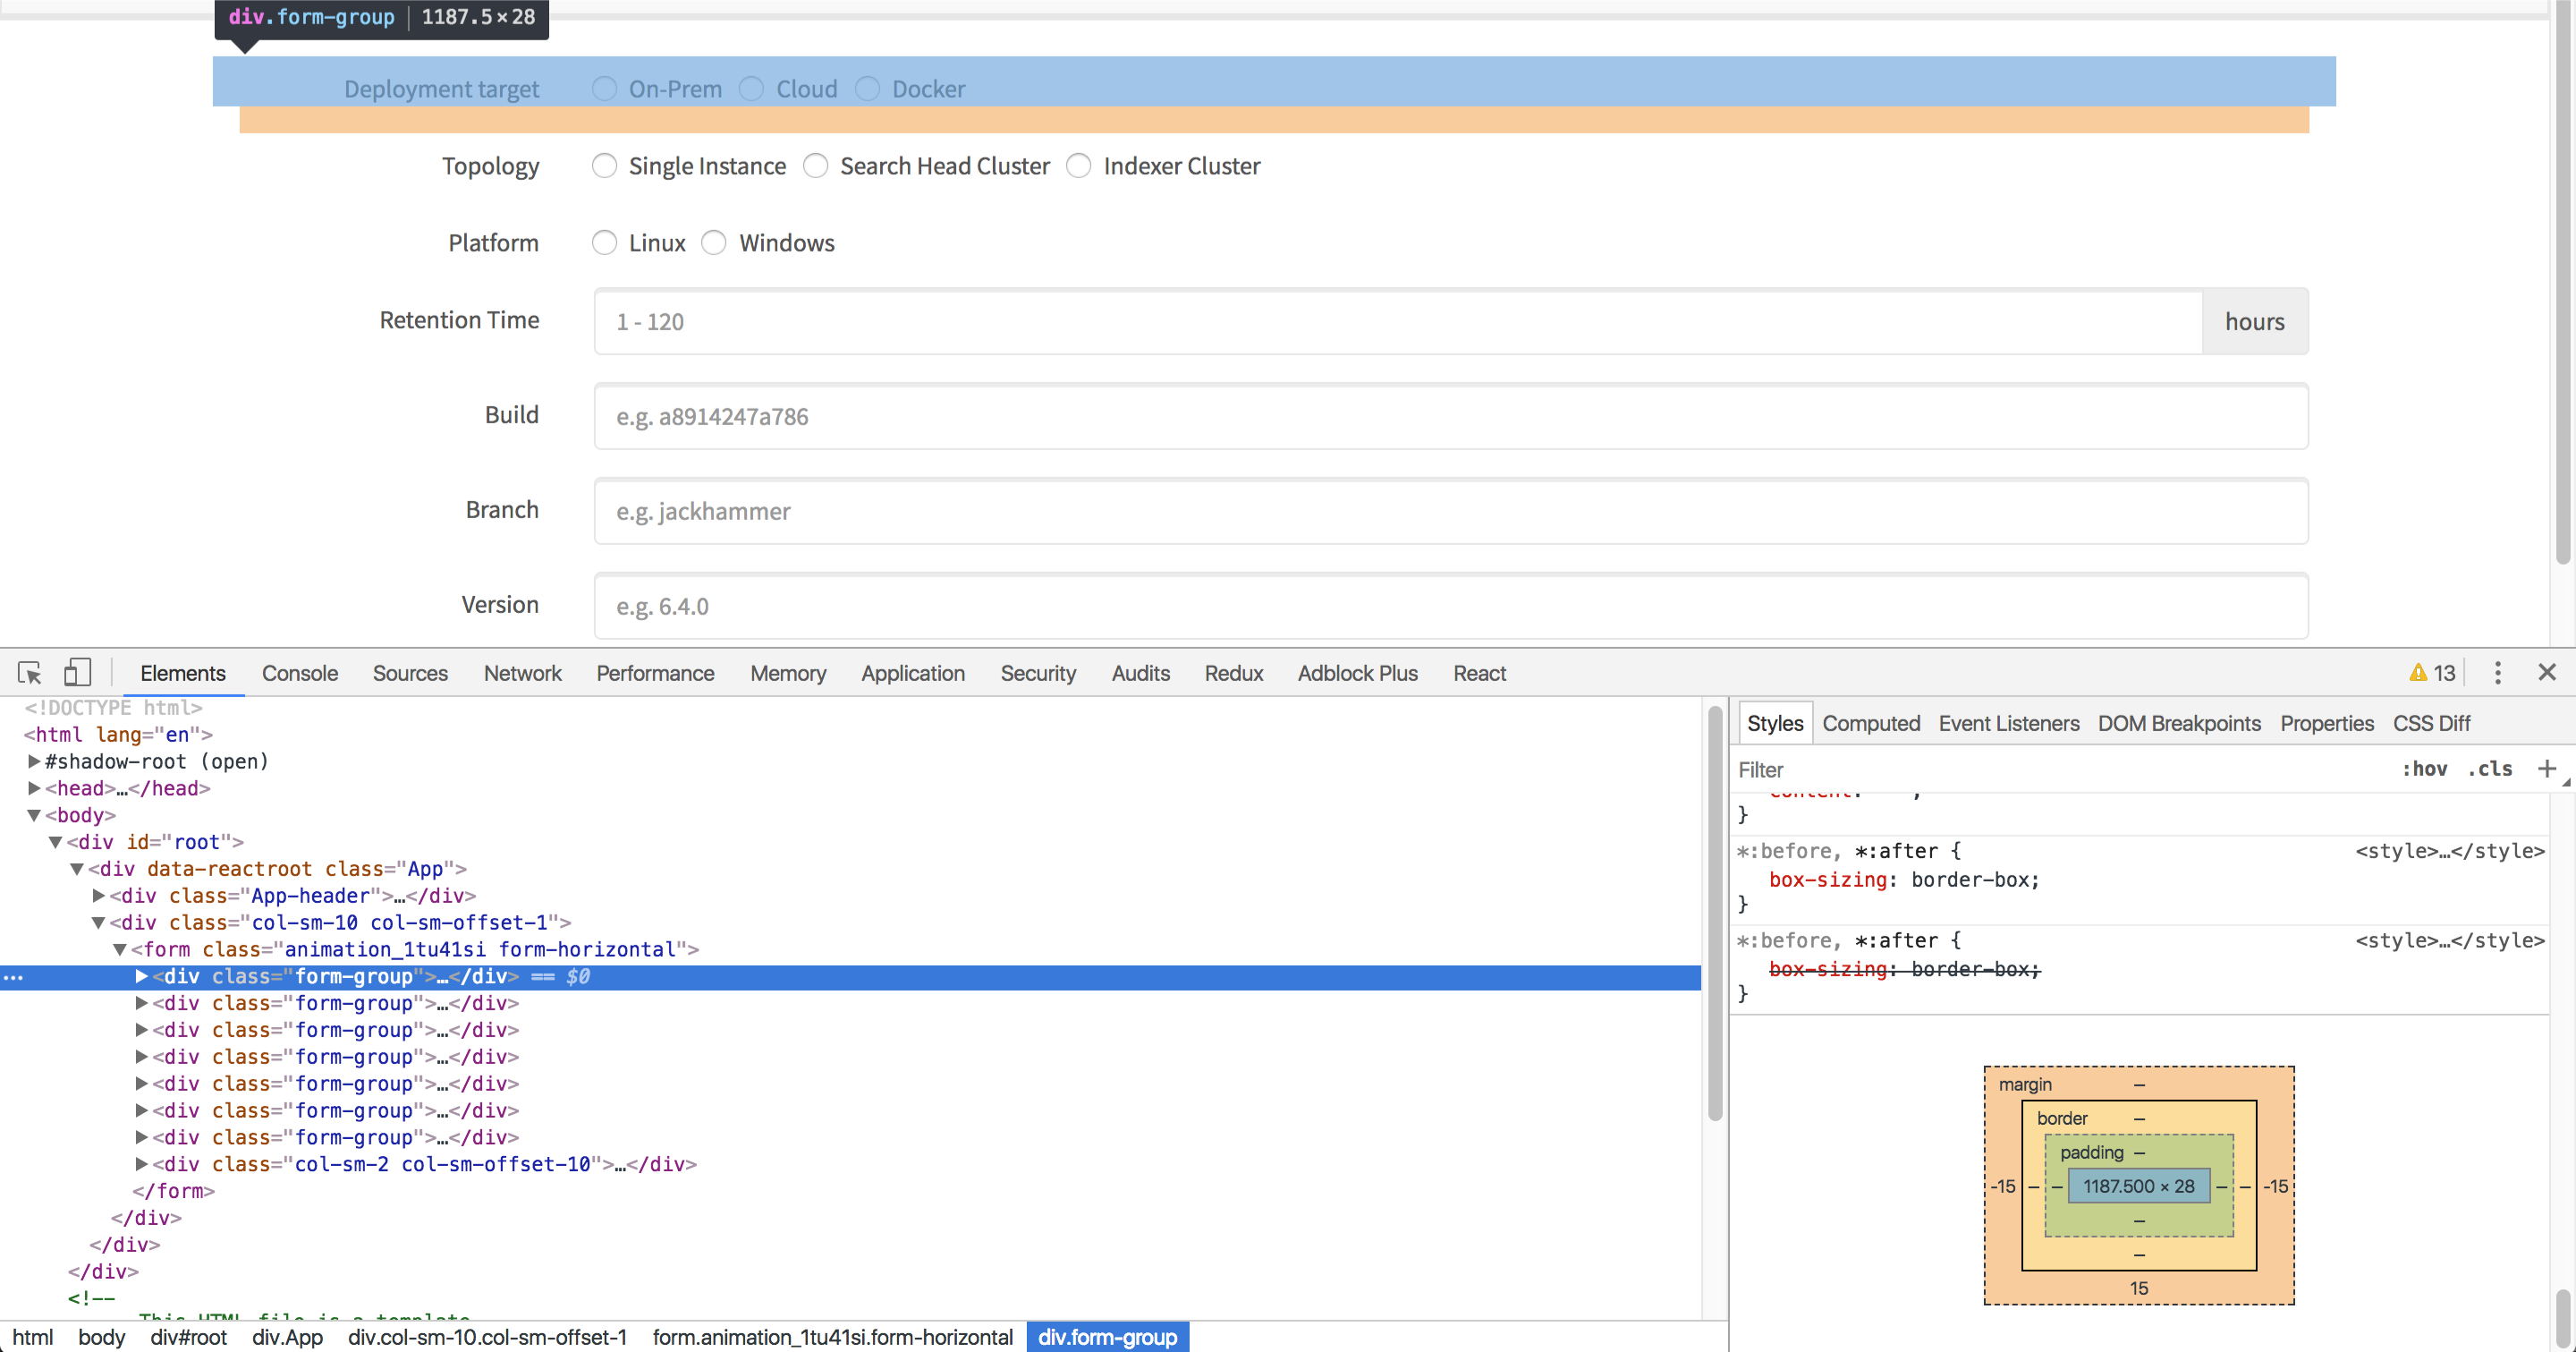 div.form-group | 1187.5×28
Deployment target On-Prem Cloud Docker
Topology Single Instance Search Head Cluster Indexer Cluster
Platform Linux Windows
Retention Time 1 - 120 hours
Build e.g. a8914247a786
Branch e.g. jackhammer
Version e.g. 6.4.0
Elements Console Sources Network Performance Memory Application Security Audits Redux Adblock Plus React 13
<!DOCTYPE html>
<html lang="en">
#shadow-root (open)
<head>…</head>
<body>
<div id="root">
<div data-reactroot class="App">
<div class="App-header">…</div>
<div class="col-sm-10 col-sm-offset-1">
<form class="animation_1tu41si form-horizontal">
… <div class="form-group">…</div> == $0
<div class="form-group">…</div>
<div class="form-group">…</div>
<div class="form-group">…</div>
<div class="form-group">…</div>
<div class="form-group">…</div>
<div class="form-group">…</div>
<div class="col-sm-2 col-sm-offset-10">…</div>
</form>
</div>
</div>
</div>
<!--
This HTML file is a template
html body div#root div.App div.col-sm-10.col-sm-offset-1 form.animation_1tu41si.form-horizontal div.form-group
Styles Computed Event Listeners DOM Breakpoints Properties CSS Diff
Filter :hov .cls +
content: ;
}
*:before, *:after { <style>…</style>
box-sizing: border-box;
}
*:before, *:after { <style>…</style>
box-sizing: border-box;
}
margin –
border –
padding –
-15 – – 1187.500 × 28 – – -15
–
–
15